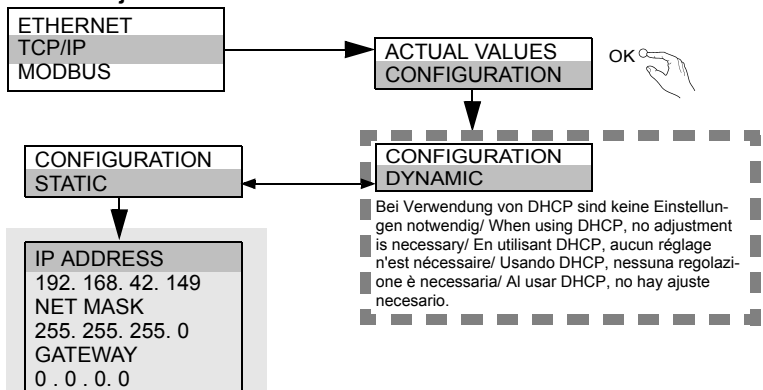 ETHERNET
TCP/IP
MODBUS
ACTUAL VALUES
CONFIGURATION
OK
CONFIGURATION
STATIC
CONFIGURATION
DYNAMIC
Bei Verwendung von DHCP sind keine Einstellun-
gen notwendig/ When using DHCP, no adjustment
is necessary/ En utilisant DHCP, aucun réglage
n'est nécessaire/ Usando DHCP, nessuna regolazi-
one è necessaria/ Al usar DHCP, no hay ajuste
necesario.
IP ADDRESS
192. 168. 42. 149
NET MASK
255. 255. 255. 0
GATEWAY
0 . 0 . 0. 0